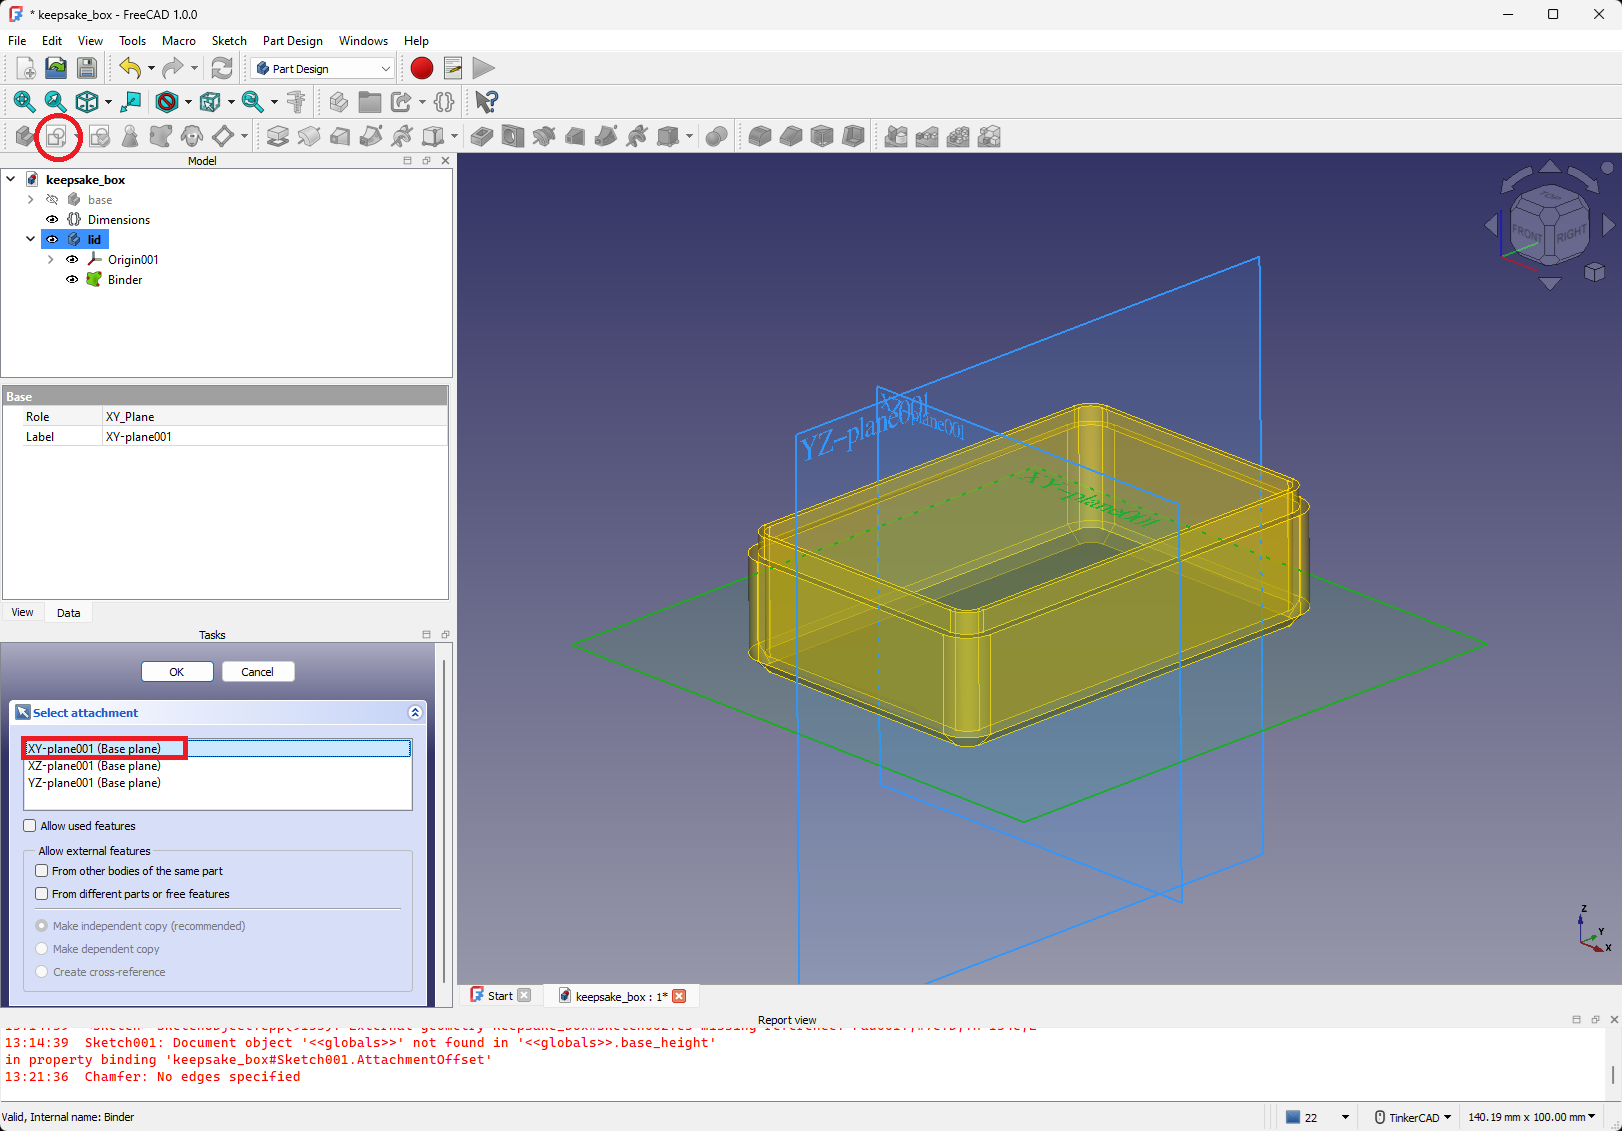 * keepsake_box - FreeCAD 1.0.0
File Edit View Tools Macro Sketch Part Design Windows Help
Part Design
Model
keepsake_box
base
Dimensions
lid
Origin001
Binder
Base
Role XY_Plane
Label XY-plane001
View Data
Tasks
OK Cancel
Select attachment
XY-plane001 (Base plane)
XZ-plane001 (Base plane)
YZ-plane001 (Base plane)
Allow used features
Allow external features
From other bodies of the same part
From different parts or free features
Make independent copy (recommended)
Make dependent copy
Create cross-reference
TOP
FRONT
RIGHT
YZ-plane001
XY-plane001
Z
Y
X
Start
keepsake_box : 1*
Report view
13:14:39 Sketch001: Document object '<<globals>>' not found in '<<globals>>.base_height'
in property binding 'keepsake_box#Sketch001.AttachmentOffset'
13:21:36 Chamfer: No edges specified
Valid, Internal name: Binder
22
TinkerCAD
140.19 mm x 100.00 mm